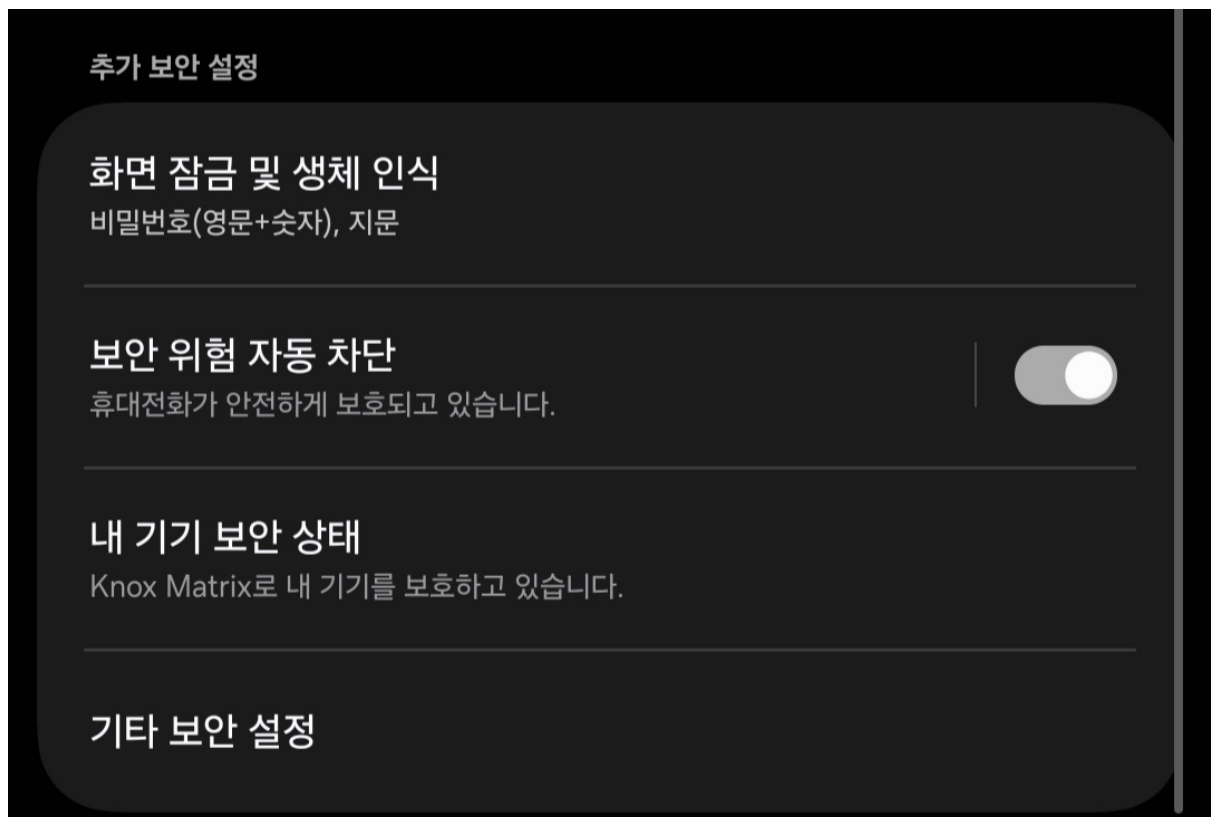 추가 보안 설정
화면 잠금 및 생체 인식
비밀번호(영문+숫자), 지문
보안 위험 자동 차단
휴대전화가 안전하게 보호되고 있습니다.
내 기기 보안 상태
Knox Matrix로 내 기기를 보호하고 있습니다.
기타 보안 설정